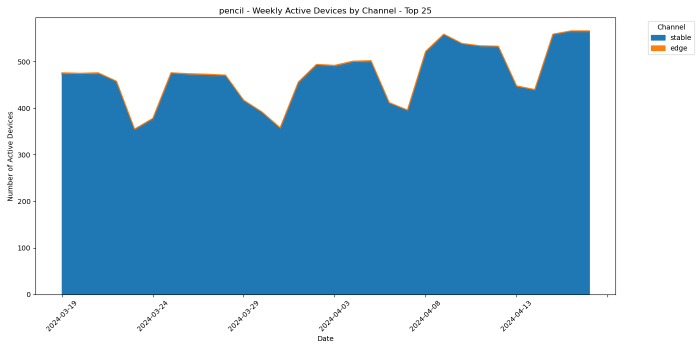 pencil - Weekly Active Devices by Channel - Top 25
Channel
stable
edge
Number of Active Devices
500
400
300
200
100
0
2024-03-19
2024-03-24
2024-03-29
2024-04-03
2024-04-08
2024-04-13
Date